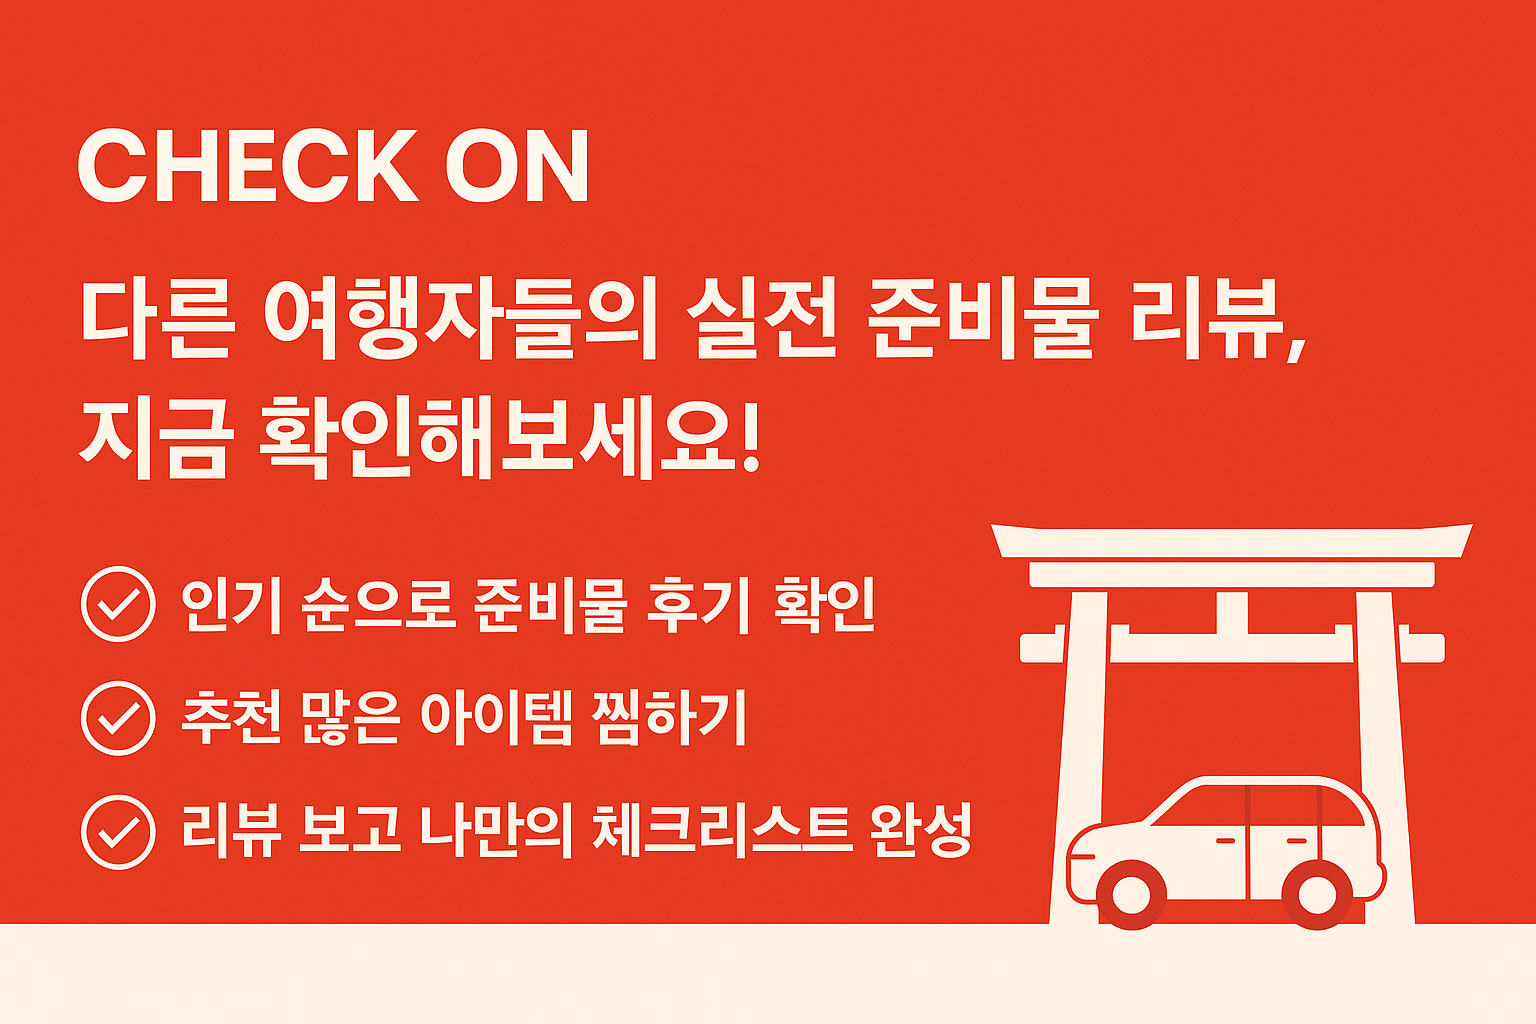 CHECK ON
다른 여행자들의 실전 준비물 리뷰,
지금 확인해보세요!
인기 순으로 준비물 후기 확인
추천 많은 아이템 찜하기
리뷰 보고 나만의 체크리스트 완성